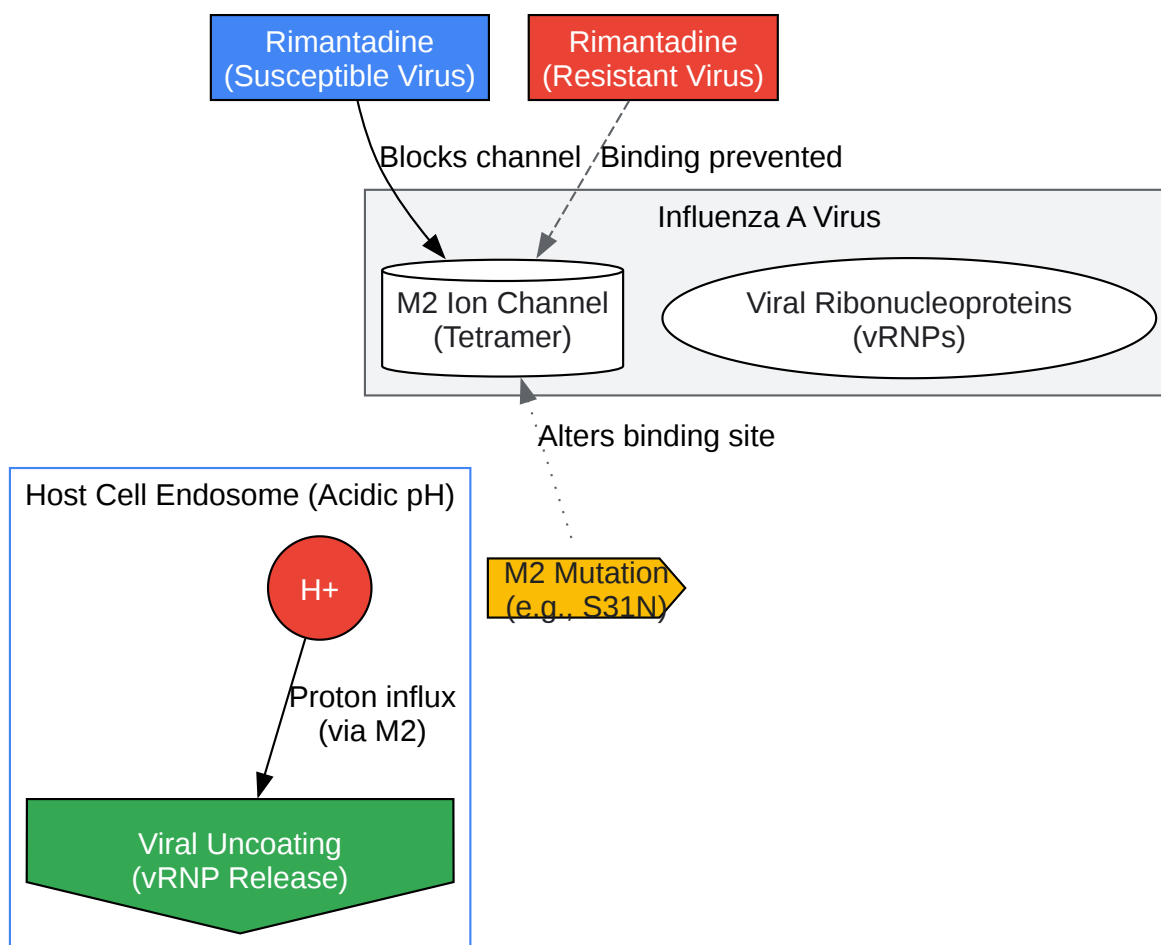 Rimantadine
(Susceptible Virus)
Rimantadine
(Resistant Virus)
Blocks channel
Binding prevented
Influenza A Virus
M2 Ion Channel
(Tetramer)
Viral Ribonucleoproteins
(vRNPs)
Alters binding site
Host Cell Endosome (Acidic pH)
H+
M2 Mutation
(e.g., S31N)
Proton influx
(via M2)
Viral Uncoating
(vRNP Release)